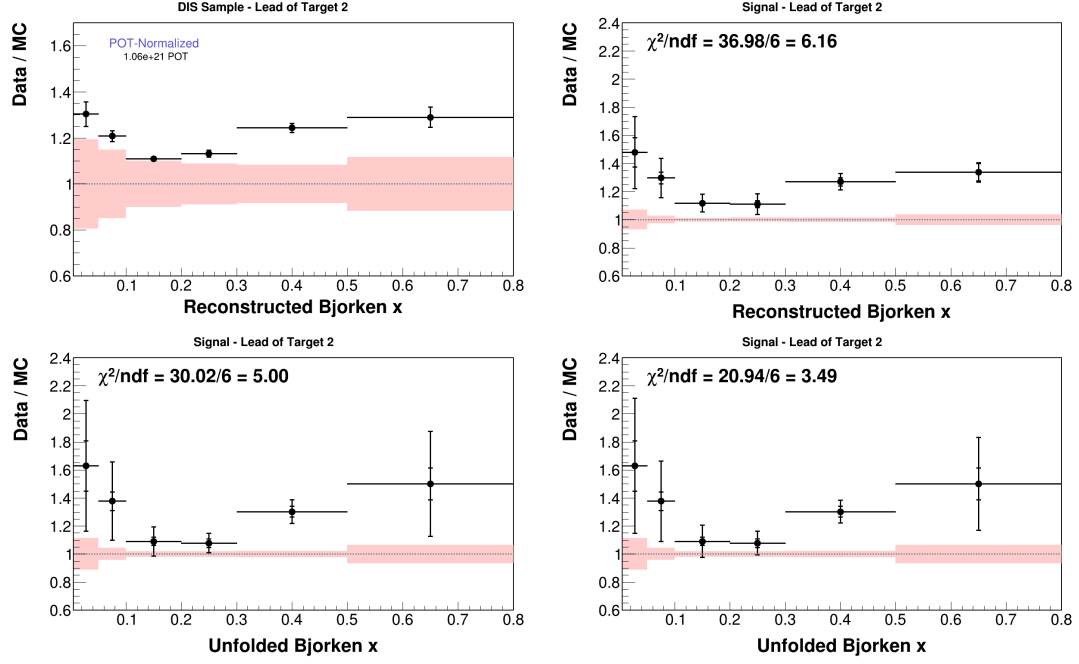 DIS Sample - Lead of Target 2
Data / MC
POT-Normalized
1.06e+21 POT
1.6
1.4
1.2
1
0.8
0.6
0.1 0.2 0.3 0.4 0.5 0.6 0.7 0.8
Reconstructed Bjorken x
Signal - Lead of Target 2
Data / MC
χ²/ndf = 36.98/6 = 6.16
2.4
2.2
2
1.8
1.6
1.4
1.2
1
0.8
0.6
0.1 0.2 0.3 0.4 0.5 0.6 0.7 0.8
Reconstructed Bjorken x
Signal - Lead of Target 2
Data / MC
χ²/ndf = 30.02/6 = 5.00
2.4
2.2
2
1.8
1.6
1.4
1.2
1
0.8
0.6
0.1 0.2 0.3 0.4 0.5 0.6 0.7 0.8
Unfolded Bjorken x
Signal - Lead of Target 2
Data / MC
χ²/ndf = 20.94/6 = 3.49
2.4
2.2
2
1.8
1.6
1.4
1.2
1
0.8
0.6
0.1 0.2 0.3 0.4 0.5 0.6 0.7 0.8
Unfolded Bjorken x